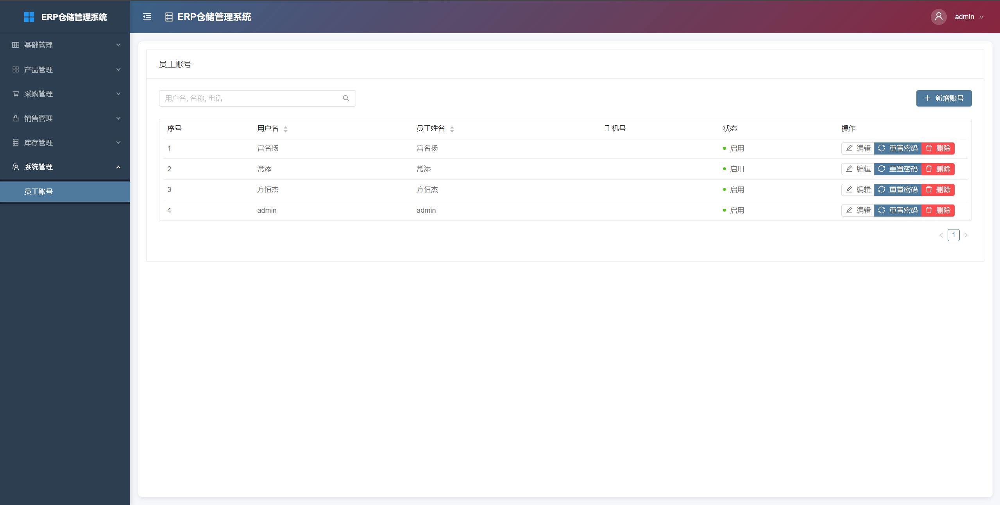 ERP仓储管理系统
ERP仓储管理系统
admin
基础管理
产品管理
采购管理
销售管理
库存管理
系统管理
员工账号
员工账号
用户名, 名称, 电话
新增账号
序号 用户名 员工姓名 手机号 状态 操作
1 宫名扬 宫名扬 启用 编辑 重置密码 删除
2 常添 常添 启用 编辑 重置密码 删除
3 方恒杰 方恒杰 启用 编辑 重置密码 删除
4 admin admin 启用 编辑 重置密码 删除
1